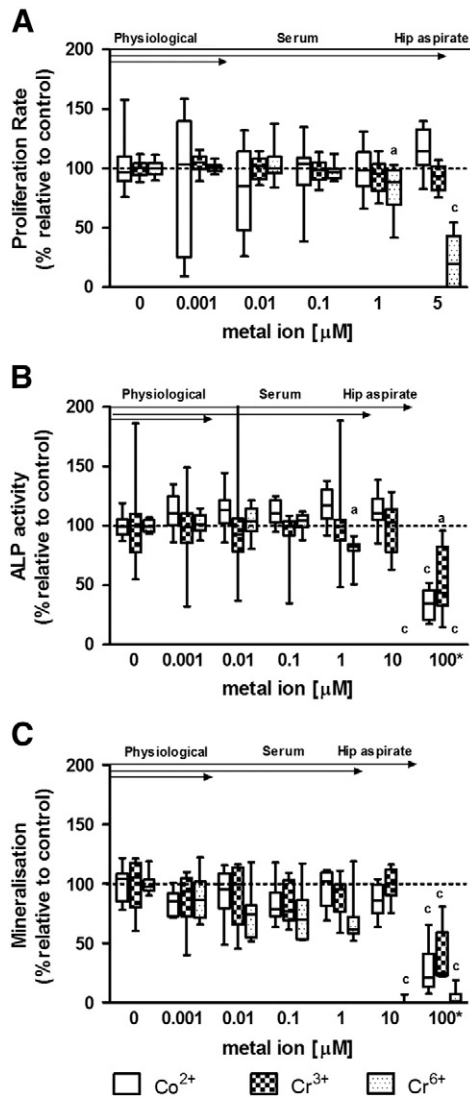 A
Physiological Serum Hip aspirate
Proliferation Rate
(% relative to control)
200
150
100
50
0
a
c
0 0.001 0.01 0.1 1 5
metal ion [µM]
B
Physiological Serum Hip aspirate
ALP activity
(% relative to control)
200
150
100
50
0
a
c
c
a
c
0 0.001 0.01 0.1 1 10 100*
metal ion [µM]
C
Physiological Serum Hip aspirate
Mineralisation
(% relative to control)
200
150
100
50
0
c
c
c
c
0 0.001 0.01 0.1 1 10 100*
metal ion [µM]
Co2+ Cr3+ Cr6+